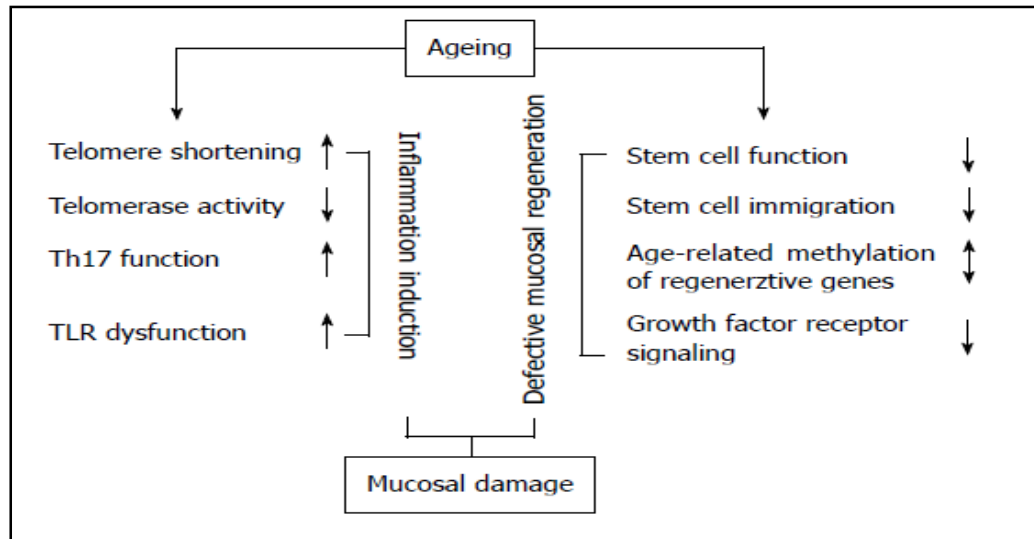 Ageing
Telomere shortening
Telomerase activity
Th17 function
TLR dysfunction
Inflammation induction
Defective mucosal regeneration
Stem cell function
Stem cell immigration
Age-related methylation
of regenerztive genes
Growth factor receptor
signaling
Mucosal damage